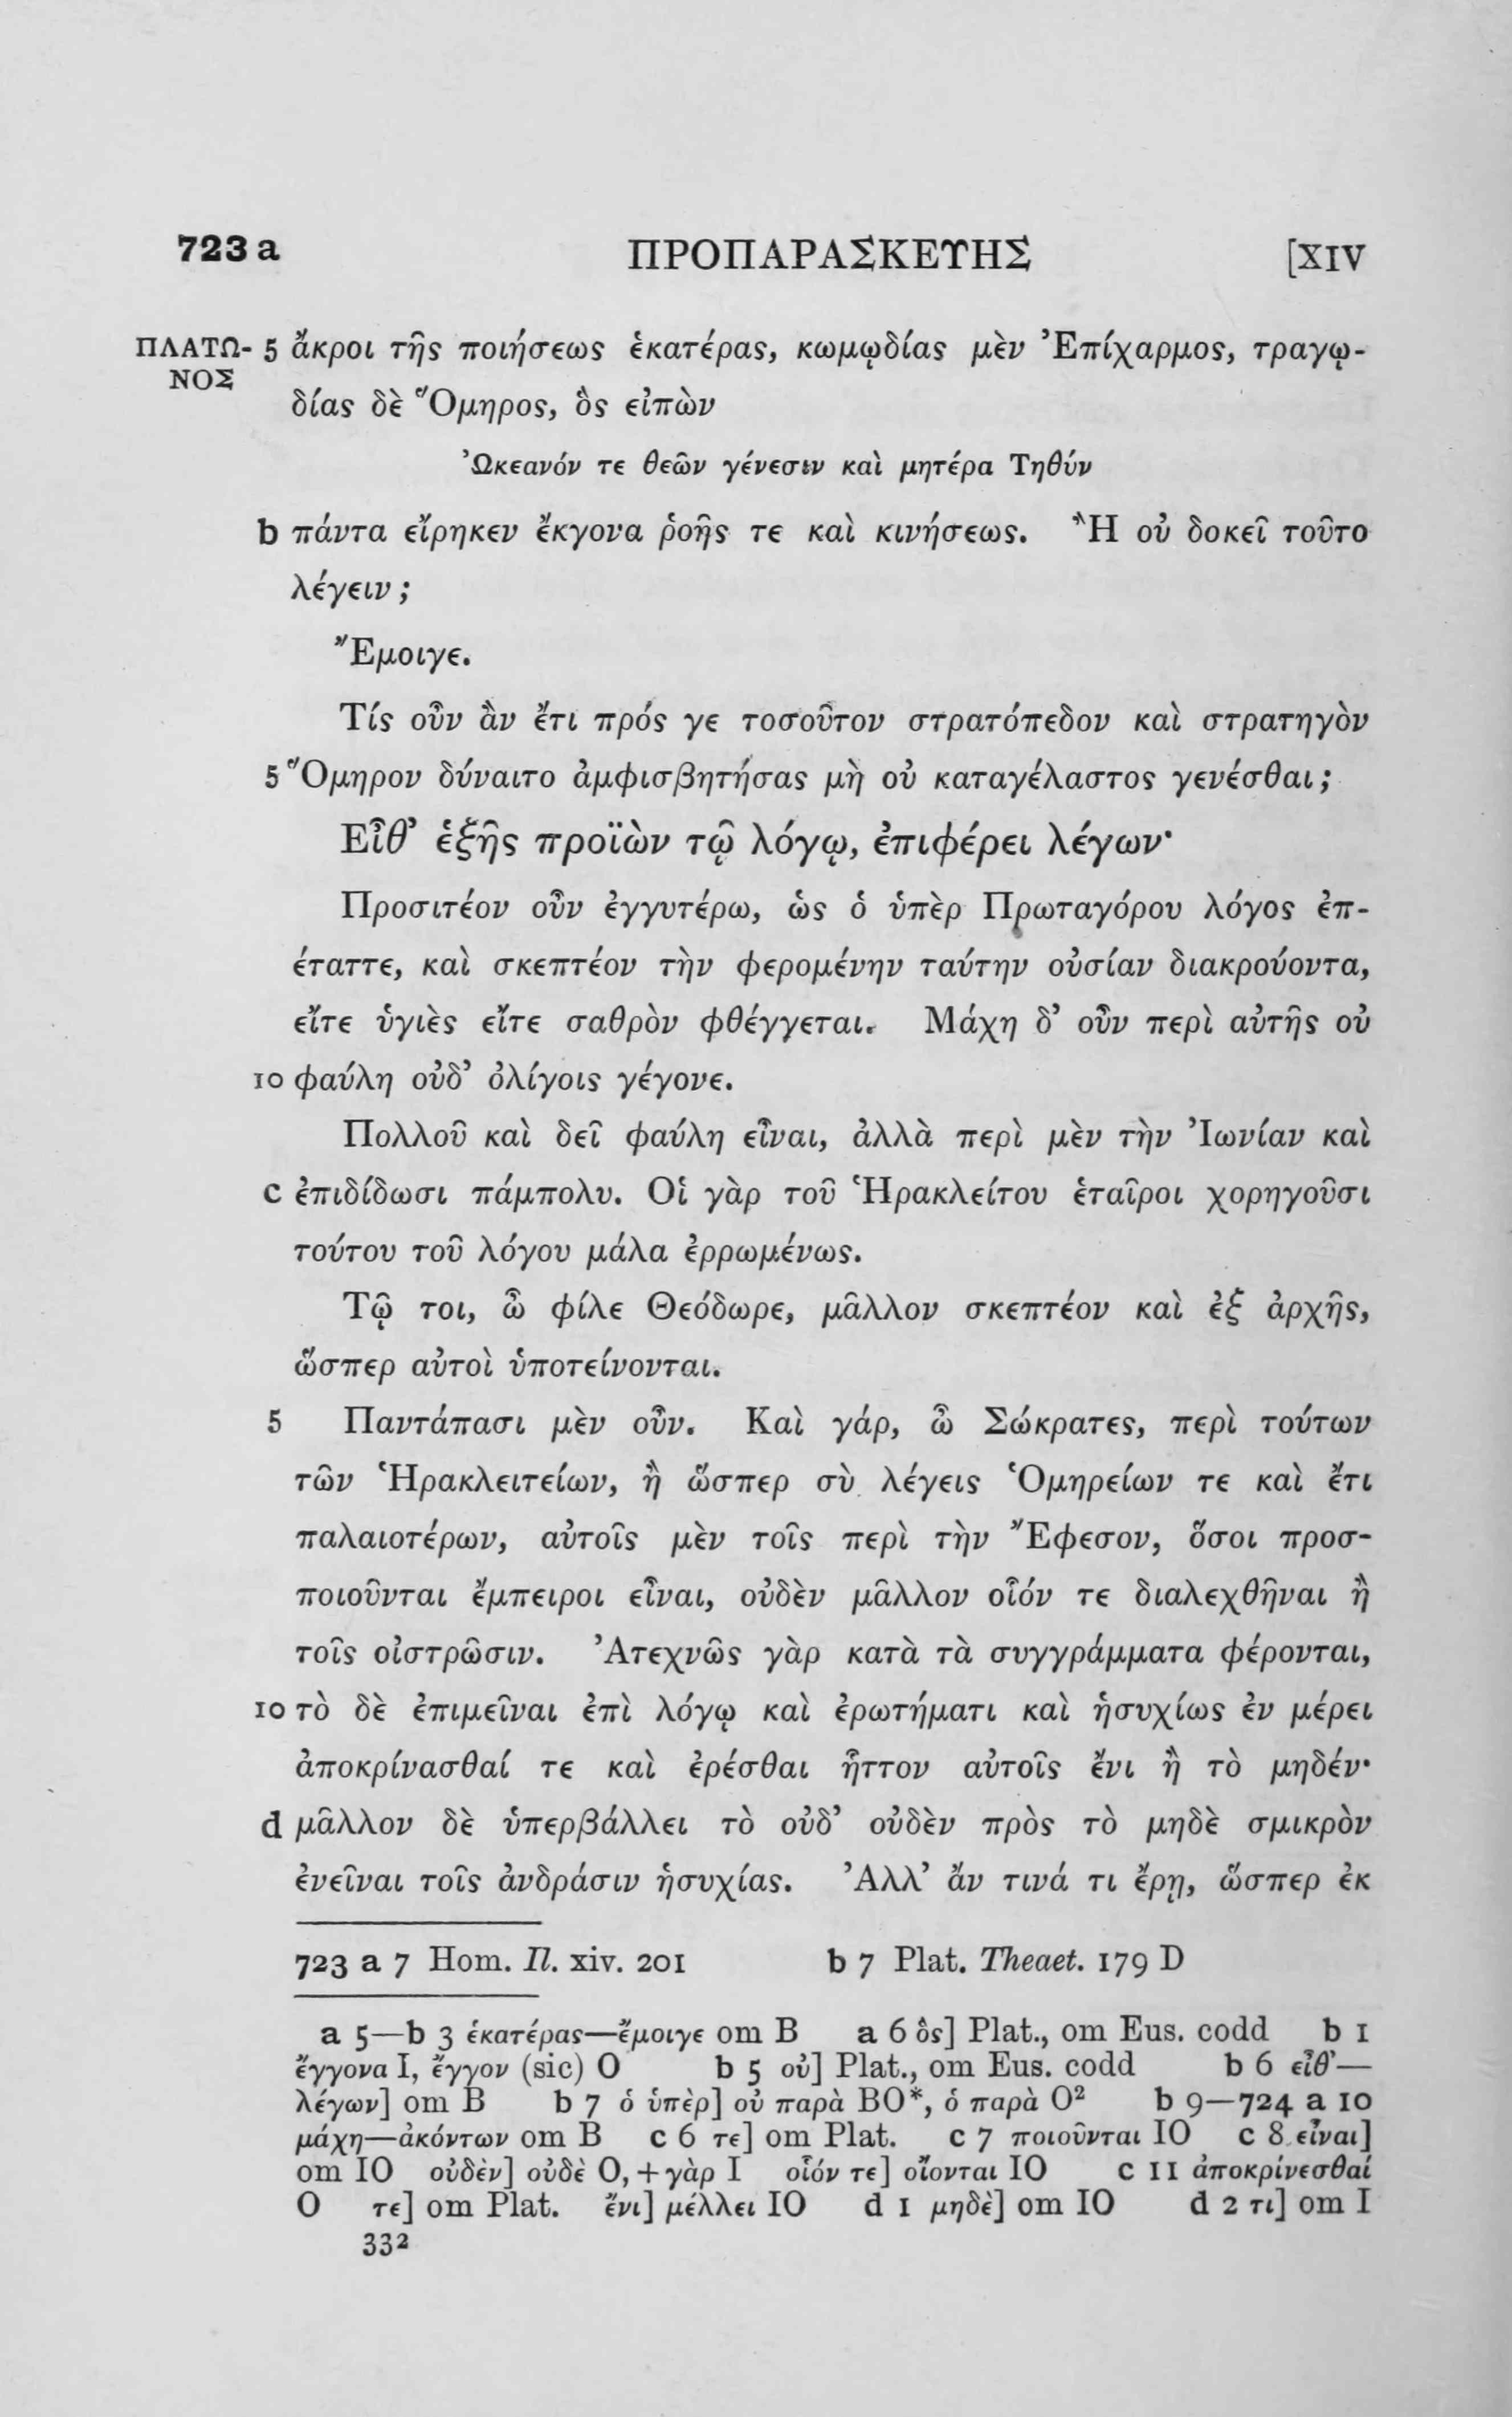 723 a ΠΡΟΠΑΡΑΣΚΕΥΗΣ [XIV
ΠΛΑΤΩ- 5 ἄκροι τῆς ποιήσεως ἑκατέρας, κωμῳδίας μὲν Ἐπίχαρμος, τραγῳ-
ΝΟΣ
δίας δὲ Ὅμηρος, ὃς εἰπὼν
Ὠκεανόν τε θεῶν γένεσιν καὶ μητέρα Τηθύν
b πάντα εἴρηκεν ἔκγονα ῥοῆς τε καὶ κινήσεως. Ἢ οὐ δοκεῖ τοῦτο
λέγειν;
Ἔμοιγε.
Τίς οὖν ἂν ἔτι πρός γε τοσοῦτον στρατόπεδον καὶ στρατηγὸν
5 Ὅμηρον δύναιτο ἀμφισβητήσας μὴ οὐ καταγέλαστος γενέσθαι;
Εἶθ’ ἑξῆς προϊὼν τῷ λόγῳ, ἐπιφέρει λέγων·
Προσιτέον οὖν ἐγγυτέρω, ὡς ὁ ὑπὲρ Πρωταγόρου λόγος ἐπ-
έταττε, καὶ σκεπτέον τὴν φερομένην ταύτην οὐσίαν διακρούοντα,
εἴτε ὑγιὲς εἴτε σαθρὸν φθέγγεται. Μάχη δ’ οὖν περὶ αὐτῆς οὐ
10 φαύλη οὐδ’ ὀλίγοις γέγονε.
Πολλοῦ καὶ δεῖ φαύλη εἶναι, ἀλλὰ περὶ μὲν τὴν Ἰωνίαν καὶ
c ἐπιδίδωσι πάμπολυ. Οἱ γὰρ τοῦ Ἡρακλείτου ἑταῖροι χορηγοῦσι
τούτου τοῦ λόγου μάλα ἐρρωμένως.
Τῷ τοι, ὦ φίλε Θεόδωρε, μᾶλλον σκεπτέον καὶ ἐξ ἀρχῆς,
ὥσπερ αὐτοὶ ὑποτείνονται.
5 Παντάπασι μὲν οὖν. Καὶ γάρ, ὦ Σώκρατες, περὶ τούτων
τῶν Ἡρακλειτείων, ἢ ὥσπερ σὺ λέγεις Ὁμηρείων τε καὶ ἔτι
παλαιοτέρων, αὐτοῖς μὲν τοῖς περὶ τὴν Ἔφεσον, ὅσοι προσ-
ποιοῦνται ἔμπειροι εἶναι, οὐδὲν μᾶλλον οἷόν τε διαλεχθῆναι ἢ
τοῖς οἰστρῶσιν. Ἀτεχνῶς γὰρ κατὰ τὰ συγγράμματα φέρονται,
10 τὸ δὲ ἐπιμεῖναι ἐπὶ λόγῳ καὶ ἐρωτήματι καὶ ἡσυχίως ἐν μέρει
ἀποκρίνασθαί τε καὶ ἐρέσθαι ἧττον αὐτοῖς ἔνι ἢ τὸ μηδέν·
d μᾶλλον δὲ ὑπερβάλλει τὸ οὐδ’ οὐδὲν πρὸς τὸ μηδὲ σμικρὸν
ἐνεῖναι τοῖς ἀνδράσιν ἡσυχίας. Ἀλλ’ ἄν τινά τι ἔρῃ, ὥσπερ ἐκ
723 a 7 Hom. Il. xiv. 201 b 7 Plat. Theaet. 179 D
a 5—b 3 ἑκατέρας—ἔμοιγε om B a 6 ὃς] Plat., om Eus. codd b 1
ἔγγονα I, ἔγγον (sic) O b 5 οὐ] Plat., om Eus. codd b 6 εἶθ’—
λέγων] om B b 7 ὁ ὑπὲρ] οὐ παρὰ BO*, ὁ παρὰ O² b 9—724 a 10
μάχη—ἀκόντων om B c 6 τε] om Plat. c 7 ποιοῦνται IO c 8 εἶναι]
om IO οὐδὲν] οὐδὲ O, + γὰρ I οἷόν τε] οἴονται IO c 11 ἀποκρίνεσθαί
O τε] om Plat. ἔνι] μέλλει IO d 1 μηδὲ] om IO d 2 τι] om I
332